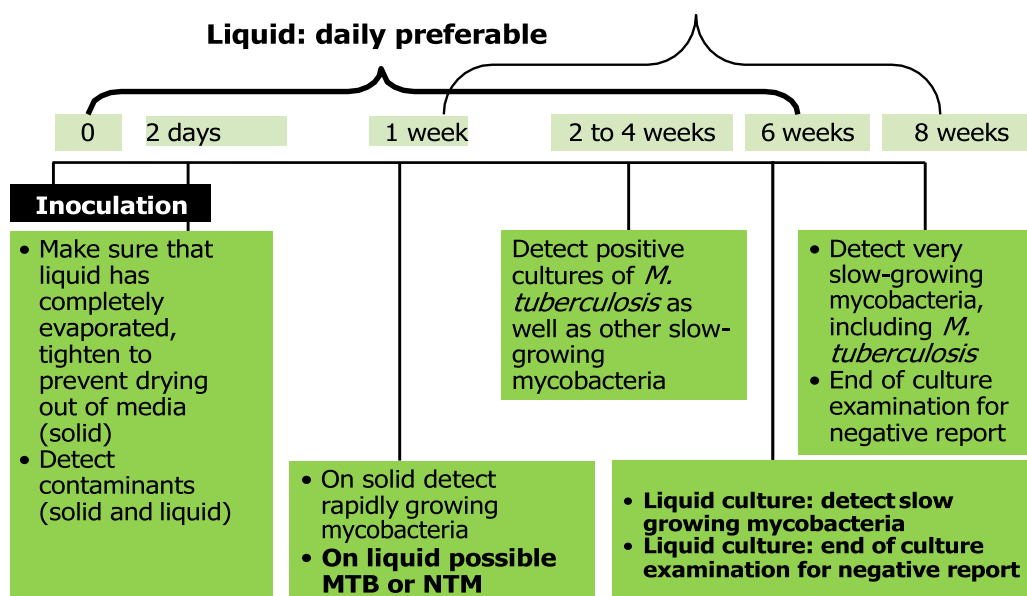 Liquid: daily preferable
0
2 days
1 week
2 to 4 weeks
6 weeks
8 weeks
Inoculation
• Make sure that
liquid has
completely
evaporated,
tighten to
prevent drying
out of media
(solid)
• Detect
contaminants
(solid and liquid)
• On solid detect
rapidly growing
mycobacteria
• On liquid possible
MTB or NTM
Detect positive
cultures of M.
tuberculosis as
well as other slow-
growing
mycobacteria
• Liquid culture: detect slow
growing mycobacteria
• Liquid culture: end of culture
examination for negative report
• Detect very
slow-growing
mycobacteria,
including M.
tuberculosis
• End of culture
examination for
negative report